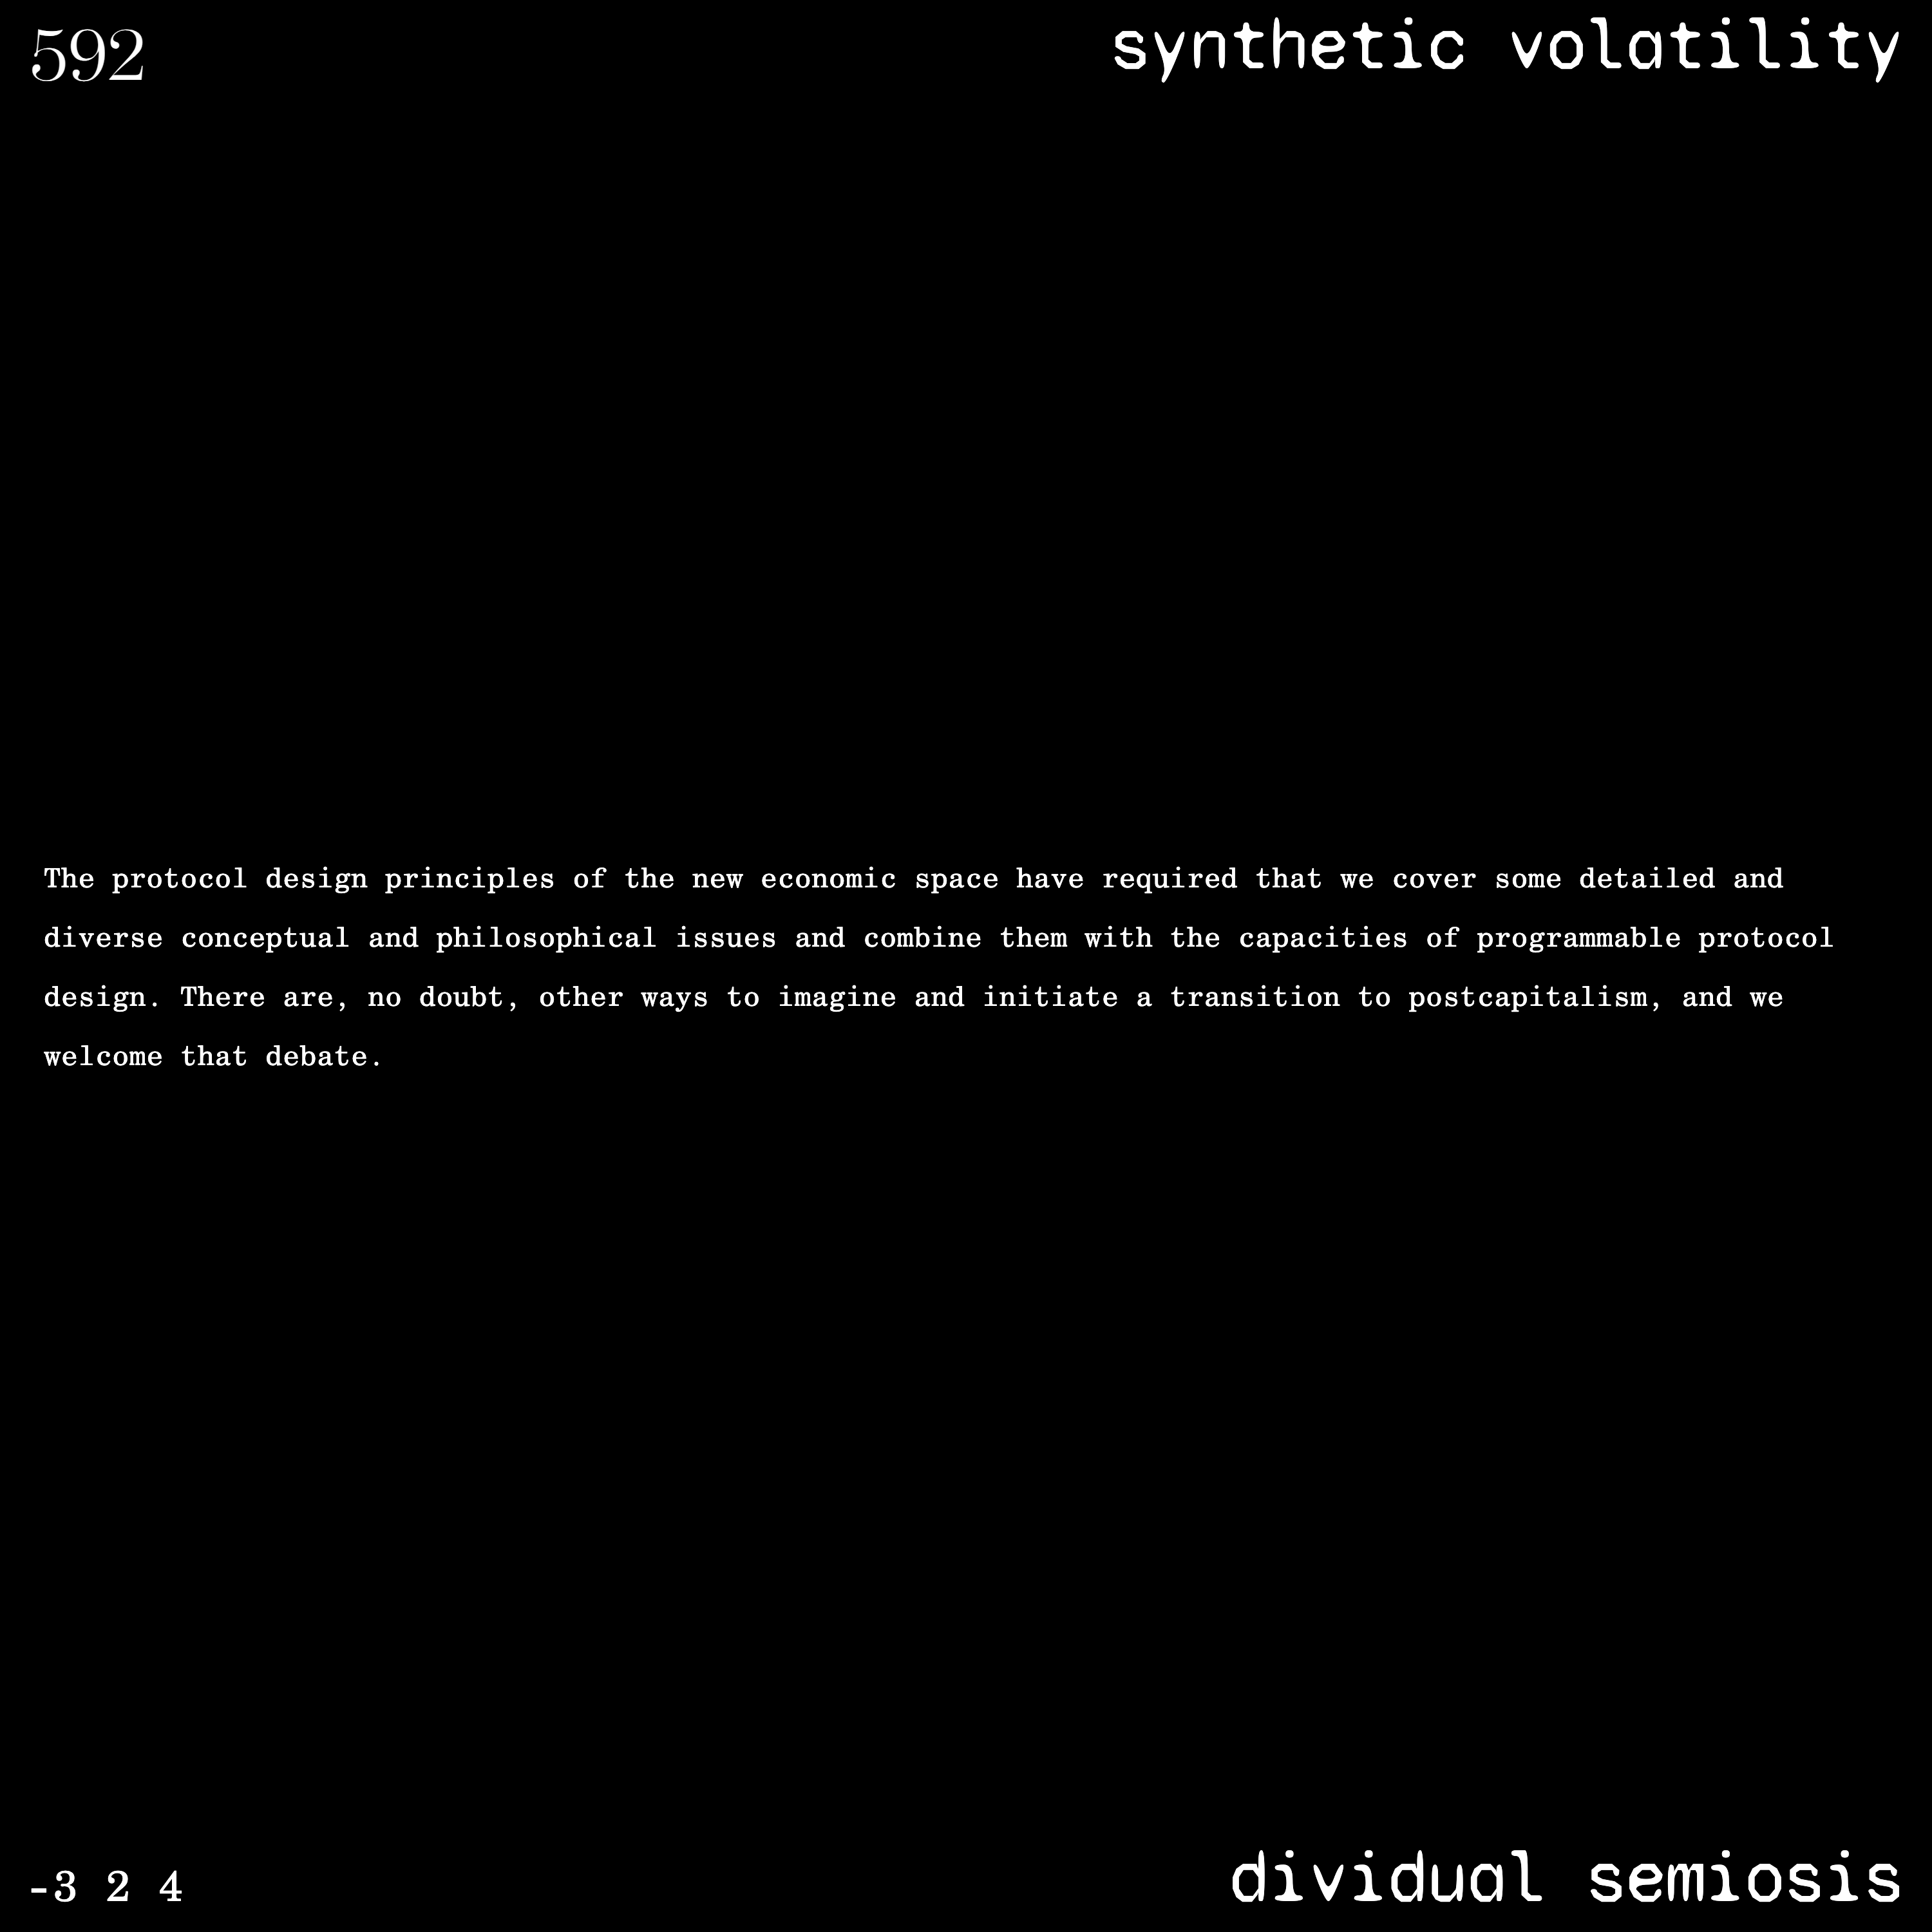 592
synthetic volatility
The protocol design principles of the new economic space have required that we cover some detailed and
diverse conceptual and philosophical issues and combine them with the capacities of programmable protocol
design. There are, no doubt, other ways to imagine and initiate a transition to postcapitalism, and we
welcome that debate.
-3 2 4
dividual semiosis